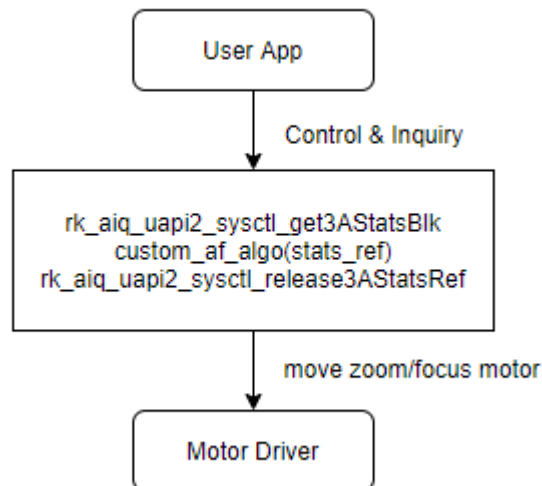 User App
Control & Inquiry
rk_aiq_uapi2_sysctl_get3AStatsBlk
custom_af_algo(stats_ref)
rk_aiq_uapi2_sysctl_release3AStatsRef
move zoom/focus motor
Motor Driver